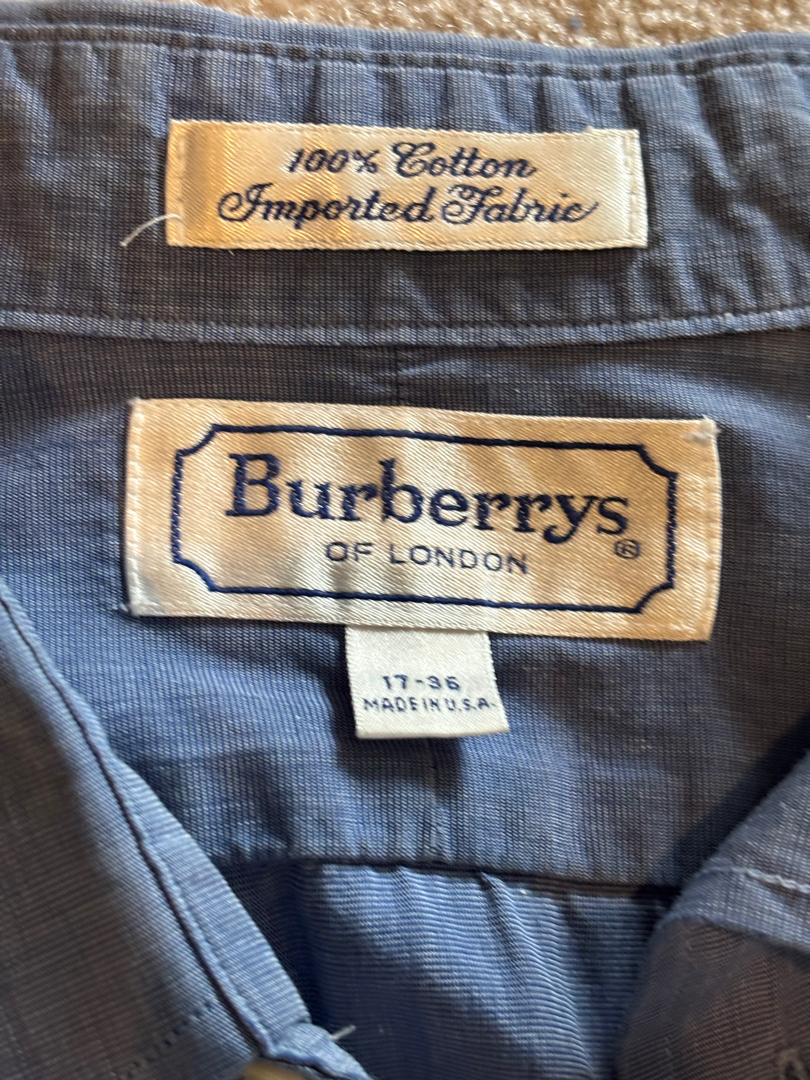 100% Cotton
Imported Fabric
Burberrys
OF LONDON
®
17-36
MADE IN U.S.A.